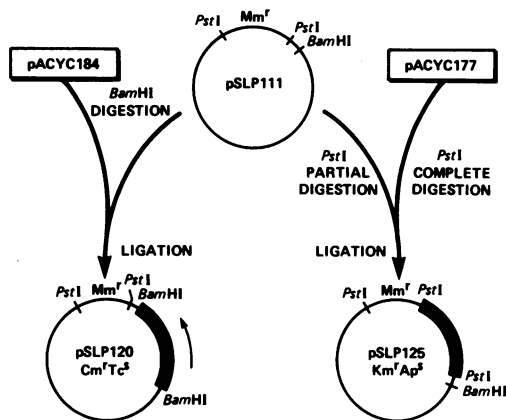 Mmʳ
PstI
PstI
BamHI
pACYC184
pSLP111
pACYC177
BamHI
DIGESTION
PstI
PARTIAL
DIGESTION
PstI
COMPLETE
DIGESTION
LIGATION
LIGATION
PstI
Mmʳ
PstI
BamHI
pSLP120
CmʳTcˢ
BamHI
PstI
Mmʳ
PstI
pSLP125
KmʳApˢ
PstI
BamHI